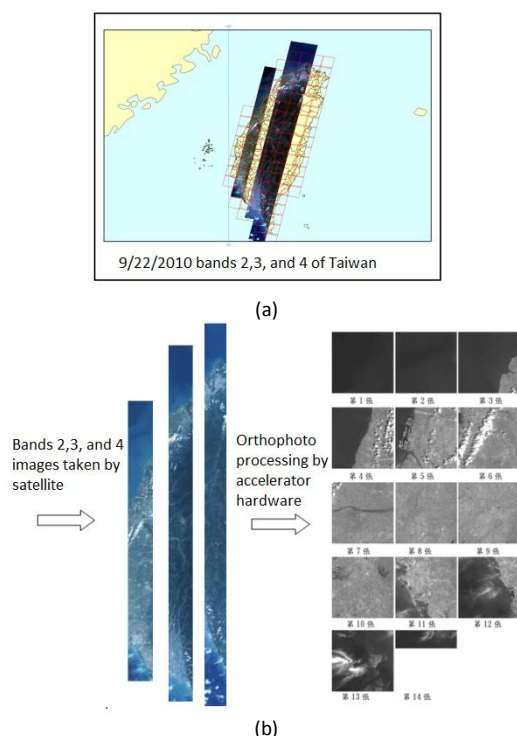 9/22/2010 bands 2,3, and 4 of Taiwan
(a)
Bands 2,3, and 4
images taken by
satellite
Orthophoto
processing by
accelerator
hardware
第 1 張
第 2 張
第 3 張
第 4 張
第 5 張
第 6 張
第 7 張
第 8 張
第 9 張
第 10 張
第 11 張
第 12 張
第 13 張
第 14 張
(b)